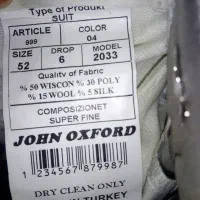 Type of Produkt
SUIT
ARTICLE COLOR
999 04
SIZE DROP MODEL
52 6 2033
Quality of Fabric
% 50 WISCON % 30 POLY
% 15 WOOL % 5 SILK
COMPOSIZIONET
SUPER FINE
JOHN OXFORD
1 234567 879987
DRY CLEAN ONLY
IN TURKEY